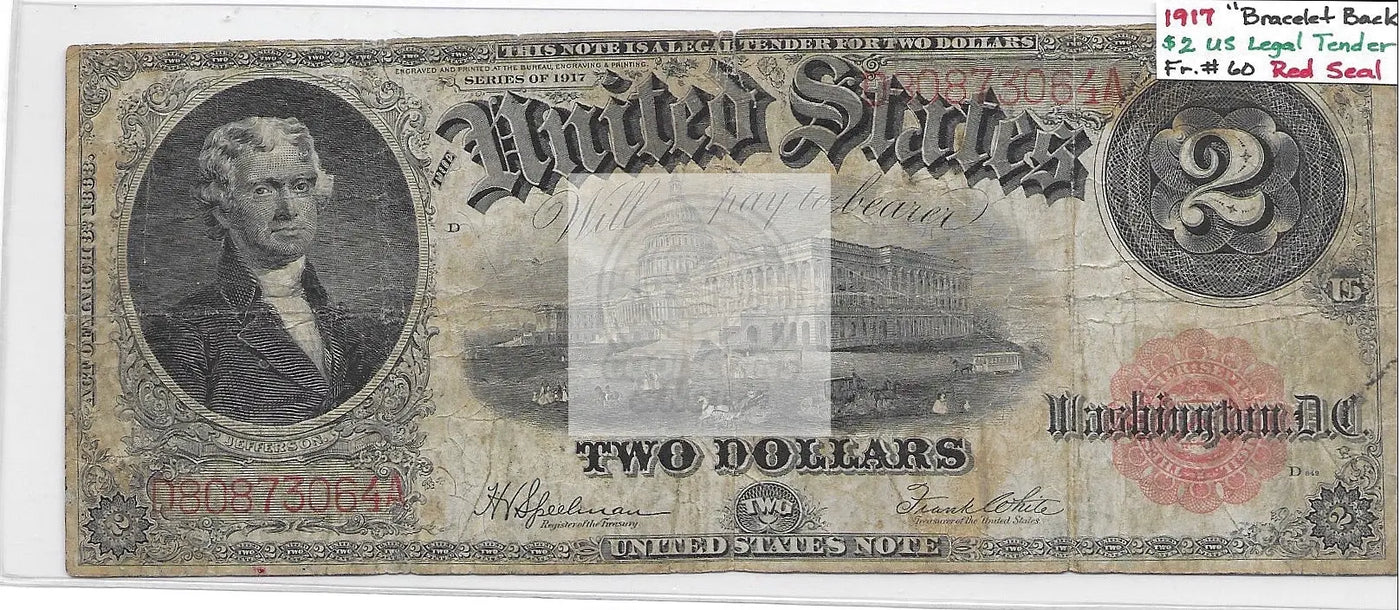 1917 "Bracelet Back
$2 US Legal Tender
Fr.# 60 Red Seal
THIS NOTE IS A LEGAL TENDER FOR TWO DOLLARS
ENGRAVED AND PRINTED AT THE BUREAU, ENGRAVING & PRINTING.
SERIES OF 1917
D80873064A
THE United States
2
ACT OF MARCH 3D 1863.
Will pay to bearer
D
JEFFERSON.
TWO DOLLARS
Washington, D.C.
D80873064A
H V Speelman
Register of the Treasury
TWO
Frank White
Treasurer of the United States.
D
2
2
UNITED STATES NOTE